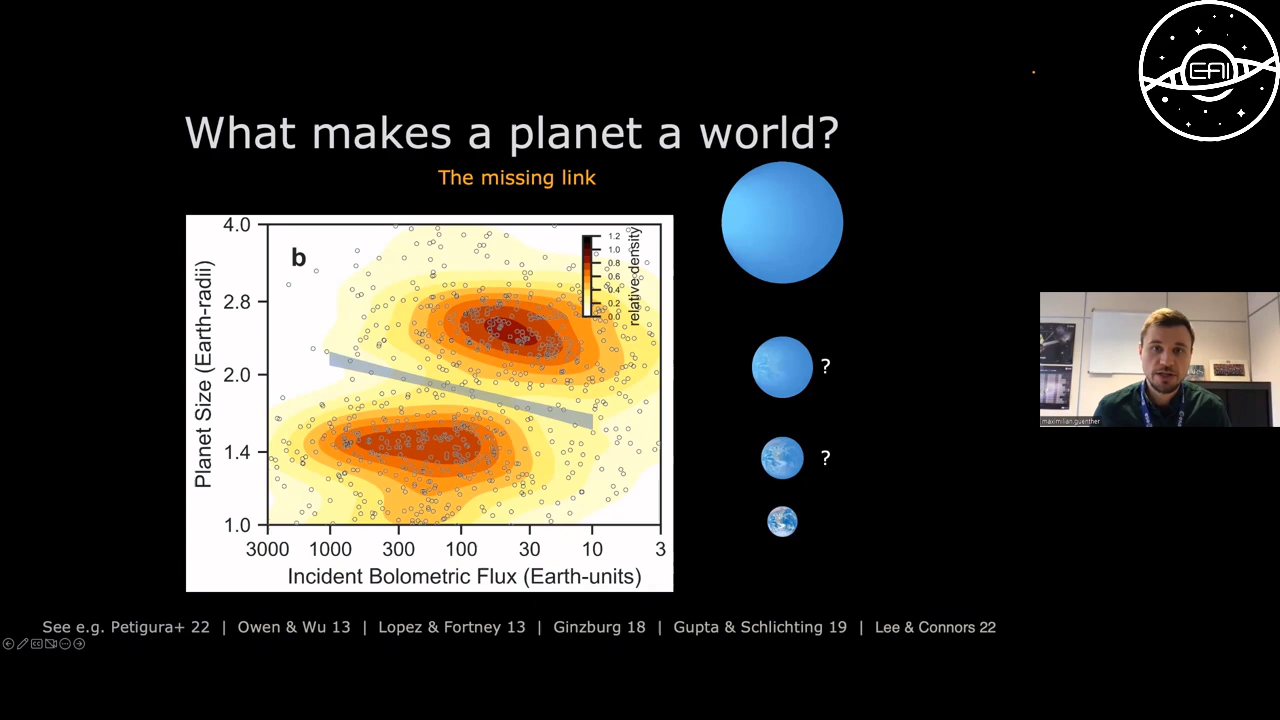 EAI
What makes a planet a world?
The missing link
4.0
2.8
2.0
1.4
1.0
Planet Size (Earth-radii)
b
1.2
1.0
0.8
0.6
0.4
0.2
0.0
relative density
3000 1000 300 100 30 10 3
Incident Bolometric Flux (Earth-units)
?
?
maximilian.guenther
See e.g. Petigura+ 22 | Owen & Wu 13 | Lopez & Fortney 13 | Ginzburg 18 | Gupta & Schlichting 19 | Lee & Connors 22